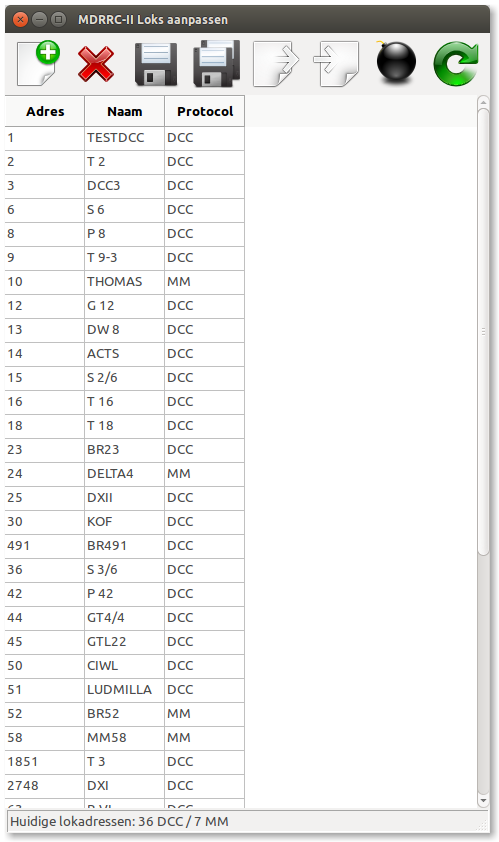 MDRRC-II Loks aanpassen
Adres Naam Protocol
1 TESTDCC DCC
2 T 2 DCC
3 DCC3 DCC
6 S 6 DCC
8 P 8 DCC
9 T 9-3 DCC
10 THOMAS MM
12 G 12 DCC
13 DW 8 DCC
14 ACTS DCC
15 S 2/6 DCC
16 T 16 DCC
18 T 18 DCC
23 BR23 DCC
24 DELTA4 MM
25 DXII DCC
30 KOF DCC
491 BR491 DCC
36 S 3/6 DCC
42 P 42 DCC
44 GT4/4 DCC
45 GTL22 DCC
50 CIWL DCC
51 LUDMILLA DCC
52 BR52 MM
58 MM58 MM
1851 T 3 DCC
2748 DXI DCC
DCC
Huidige lokadressen: 36 DCC / 7 MM